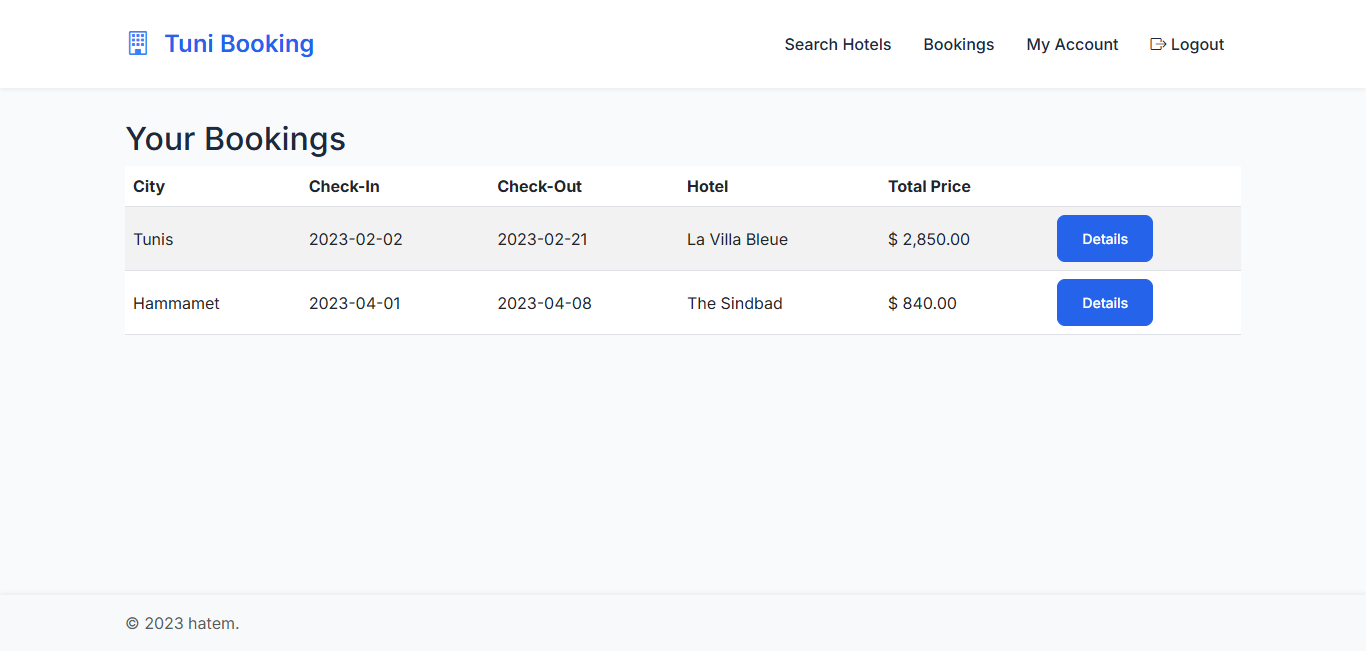 Tuni Booking Search Hotels Bookings My Account Logout
Your Bookings
City Check-In Check-Out Hotel Total Price
Tunis 2023-02-02 2023-02-21 La Villa Bleue $ 2,850.00 Details
Hammamet 2023-04-01 2023-04-08 The Sindbad $ 840.00 Details
© 2023 hatem.